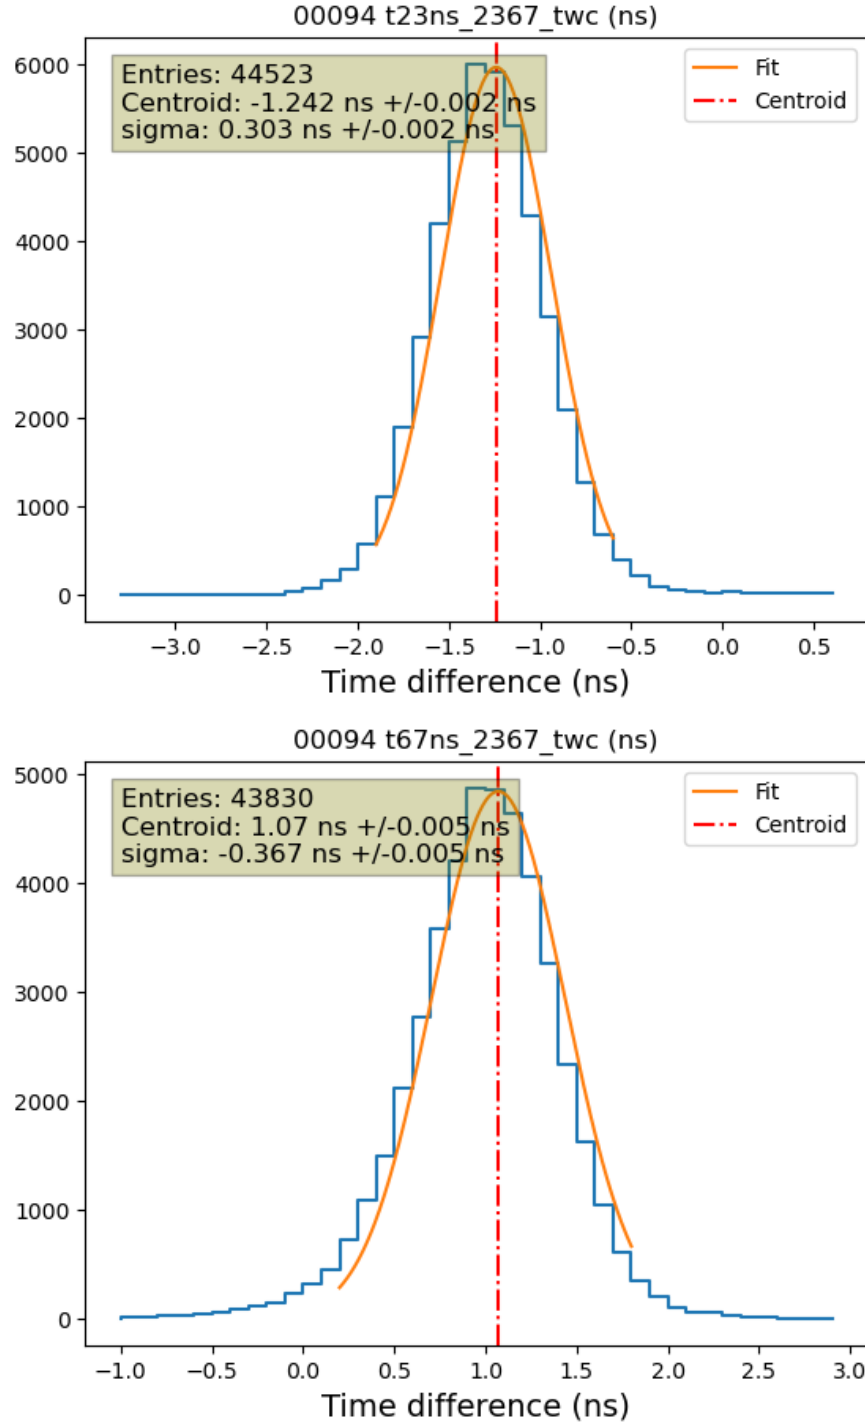 00094 t23ns_2367_twc (ns)
Entries: 44523
Centroid: -1.242 ns +/-0.002 ns
sigma: 0.303 ns +/-0.002 ns
Fit
Centroid
6000
5000
4000
3000
2000
1000
0
−3.0 −2.5 −2.0 −1.5 −1.0 −0.5 0.0 0.5
Time difference (ns)
00094 t67ns_2367_twc (ns)
Entries: 43830
Centroid: 1.07 ns +/-0.005 ns
sigma: -0.367 ns +/-0.005 ns
Fit
Centroid
5000
4000
3000
2000
1000
0
−1.0 −0.5 0.0 0.5 1.0 1.5 2.0 2.5 3.0
Time difference (ns)